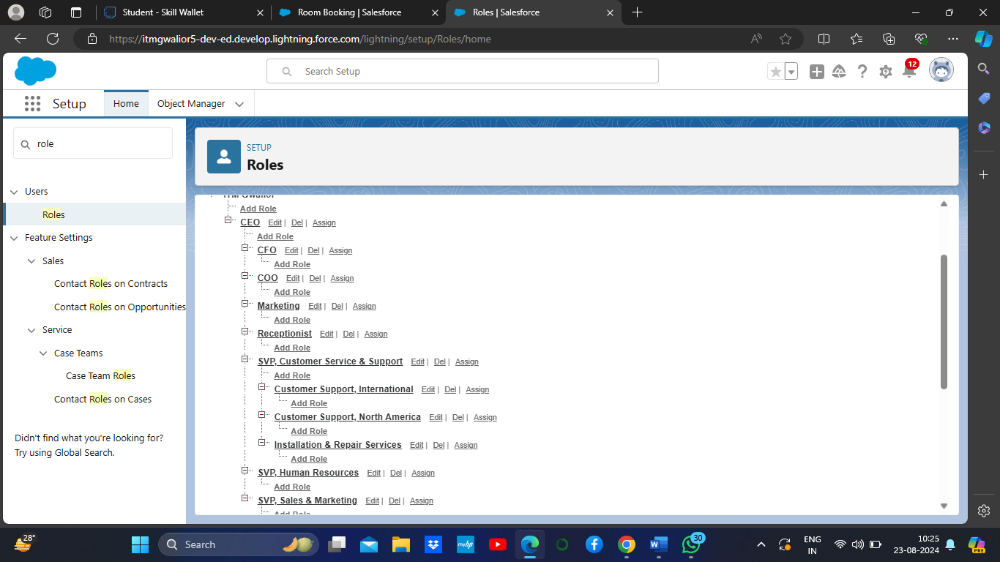 Student - Skill Wallet
Room Booking | Salesforce
Roles | Salesforce
https://itmgwalior5-dev-ed.develop.lightning.force.com/lightning/setup/Roles/home
Search Setup
12
Setup
Home
Object Manager
role
Users
Roles
Feature Settings
Sales
Contact Roles on Contracts
Contact Roles on Opportunities
Service
Case Teams
Case Team Roles
Contact Roles on Cases
Didn't find what you're looking for?
Try using Global Search.
SETUP
Roles
ITM Gwalior
Add Role
CEO Edit | Del | Assign
Add Role
CFO Edit | Del | Assign
Add Role
COO Edit | Del | Assign
Add Role
Marketing Edit | Del | Assign
Add Role
Receptionist Edit | Del | Assign
Add Role
SVP, Customer Service & Support Edit | Del | Assign
Add Role
Customer Support, International Edit | Del | Assign
Add Role
Customer Support, North America Edit | Del | Assign
Add Role
Installation & Repair Services Edit | Del | Assign
Add Role
SVP, Human Resources Edit | Del | Assign
Add Role
SVP, Sales & Marketing Edit | Del | Assign
Add Role
28°
Search
myhp
W
30
ENG
IN
10:25
23-08-2024
PRE